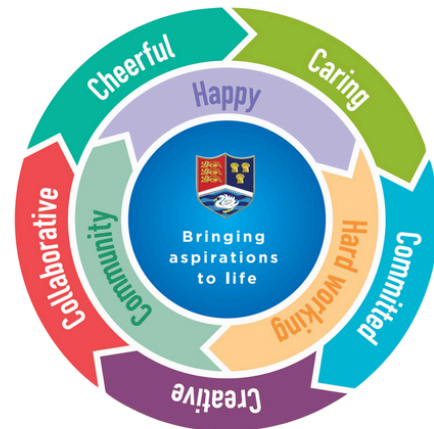 Cheerful
Caring
Committed
Creative
Collaborative
Happy
Hard working
Community
Bringing
aspirations
to life